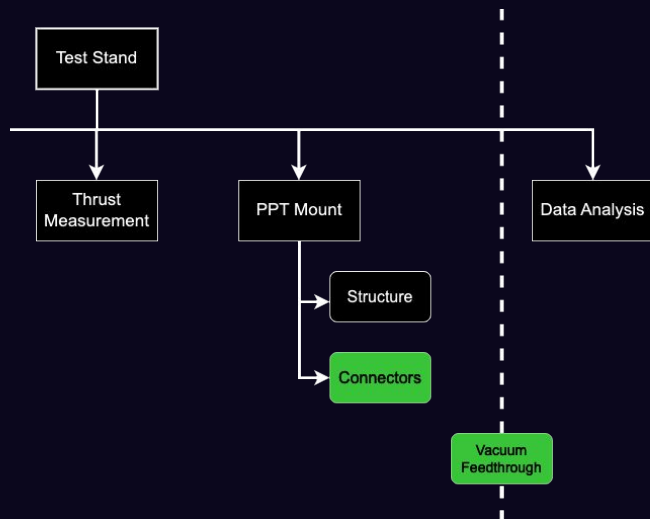 Test Stand
Thrust
Measurement
PPT Mount
Data Analysis
Structure
Connectors
Vacuum
Feedthrough